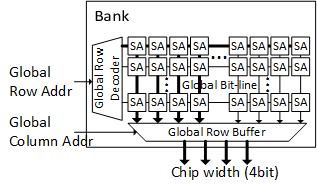 Bank
SA SA SA SA ... SA SA SA SA
SA SA SA SA SA SA SA SA
Global Row
Decoder
Global Row Addr
Global Bit-line
SA SA SA SA SA SA SA SA
Global Column Addr
Global Row Buffer
Chip width (4bit)